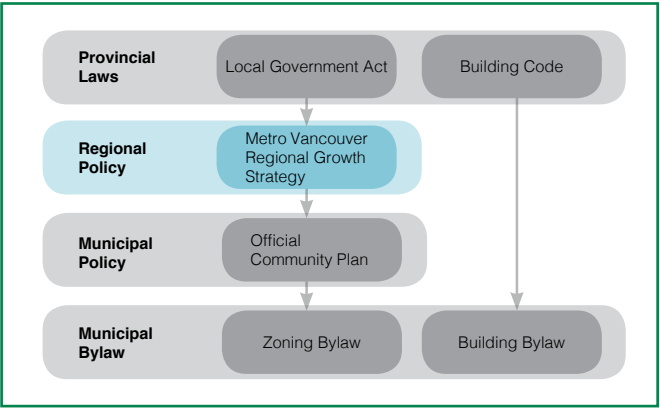 Provincial
Laws
Local Government Act
Building Code
Regional
Policy
Metro Vancouver
Regional Growth
Strategy
Municipal
Policy
Official
Community Plan
Municipal
Bylaw
Zoning Bylaw
Building Bylaw